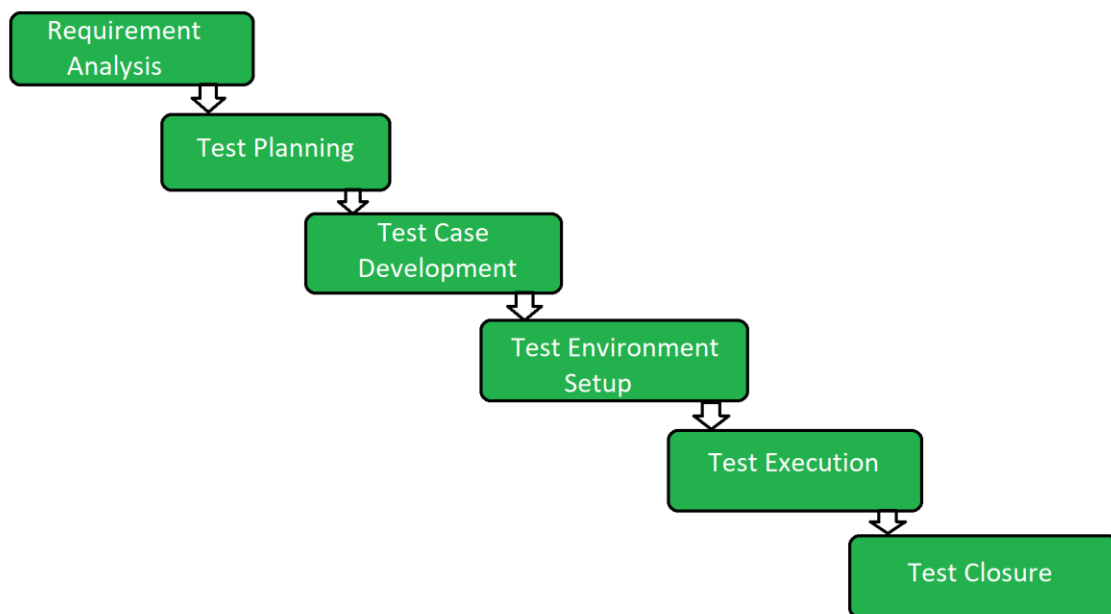 Requirement
Analysis
Test Planning
Test Case
Development
Test Environment
Setup
Test Execution
Test Closure